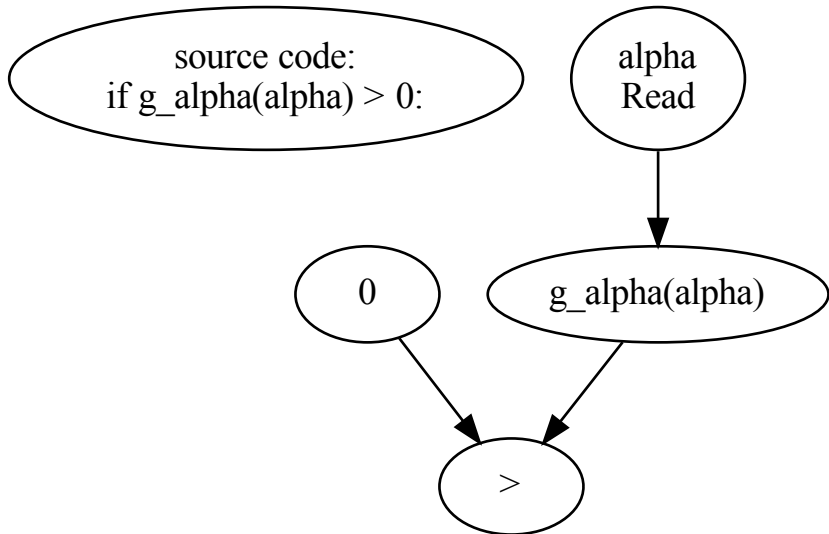 source code:
if g_alpha(alpha) > 0:
alpha
Read
0
g_alpha(alpha)
>